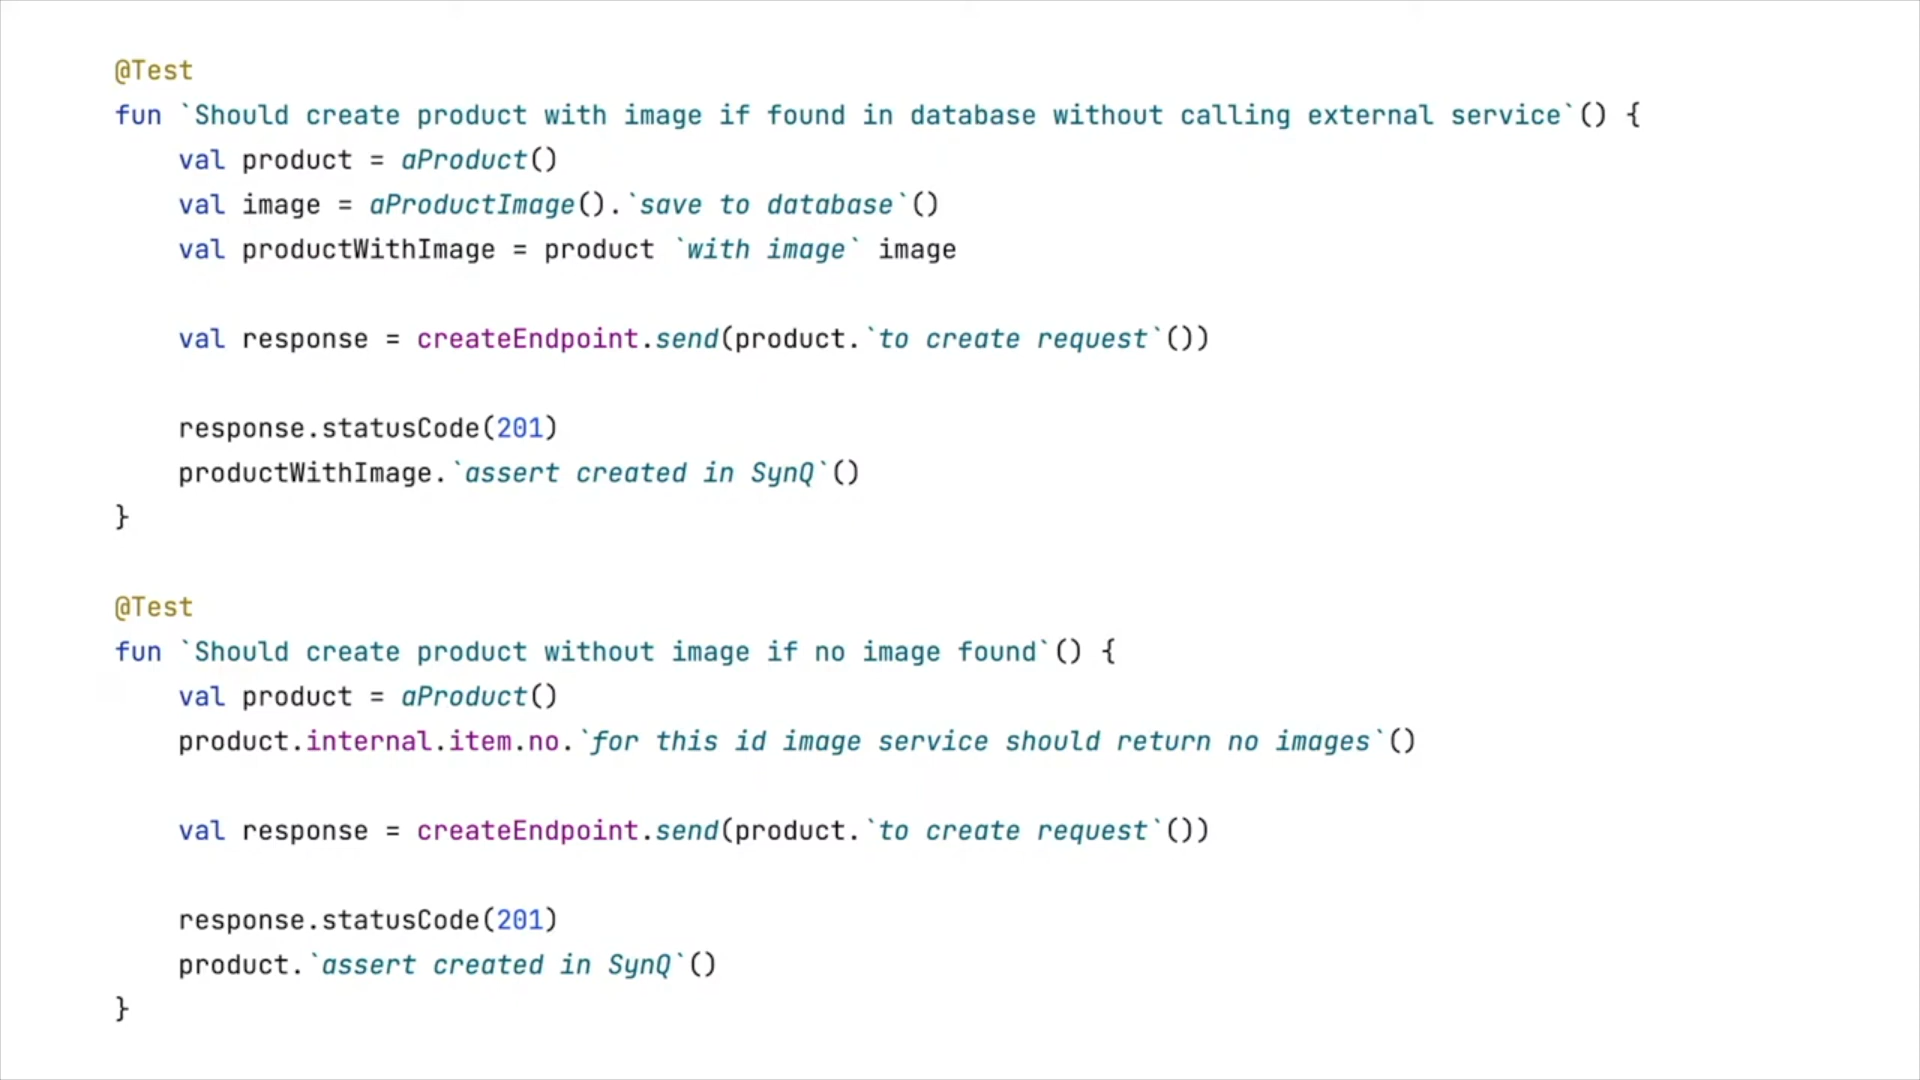 @Test
fun `Should create product with image if found in database without calling external service`() {
    val product = aProduct()
    val image = aProductImage().`save to database`()
    val productWithImage = product `with image` image

    val response = createEndpoint.send(product.`to create request`())

    response.statusCode(201)
    productWithImage.`assert created in SynQ`()
}

@Test
fun `Should create product without image if no image found`() {
    val product = aProduct()
    product.internal.item.no.`for this id image service should return no images`()

    val response = createEndpoint.send(product.`to create request`())

    response.statusCode(201)
    product.`assert created in SynQ`()
}